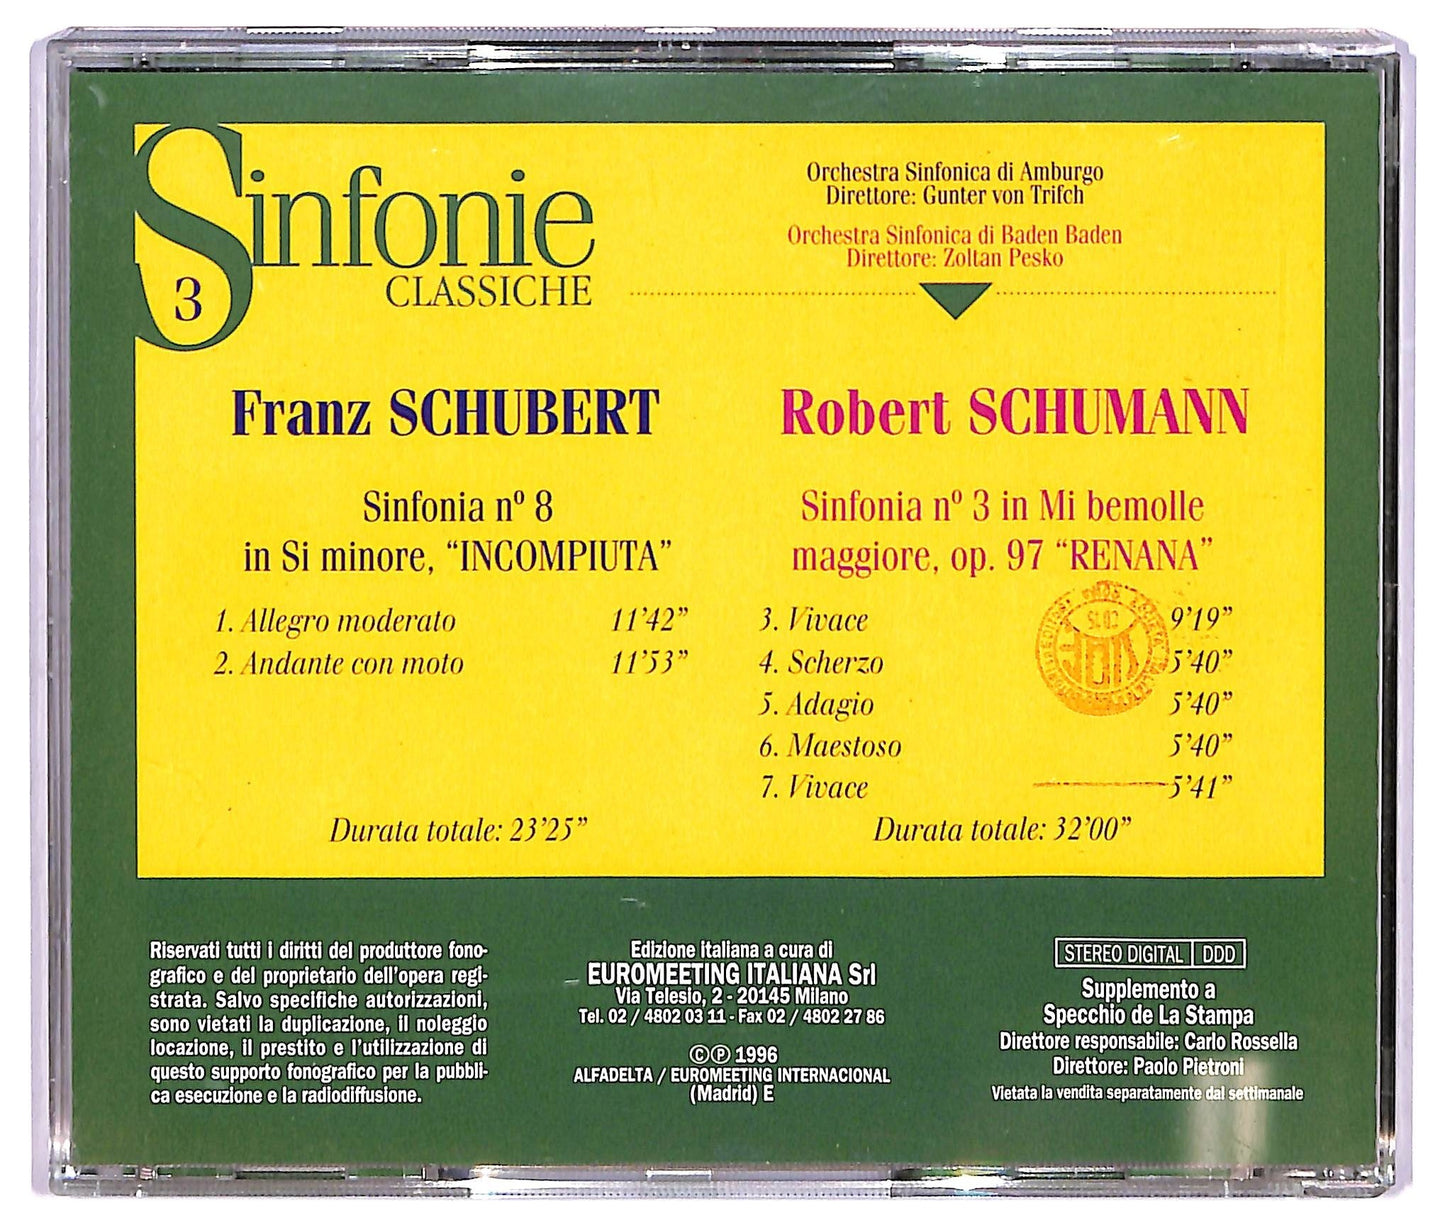 Sinfonie
CLASSICHE
3
Orchestra Sinfonica di Amburgo
Direttore: Gunter von Trifch
Orchestra Sinfonica di Baden Baden
Direttore: Zoltan Pesko
Franz SCHUBERT
Sinfonia nº 8
in Si minore, “INCOMPIUTA”
1. Allegro moderato 11’42”
2. Andante con moto 11’53”
Durata totale: 23’25”
Robert SCHUMANN
Sinfonia nº 3 in Mi bemolle
maggiore, op. 97 “RENANA”
3. Vivace 9’19”
4. Scherzo 5’40”
5. Adagio 5’40”
6. Maestoso 5’40”
7. Vivace 5’41”
Durata totale: 32’00”
Riservati tutti i diritti del produttore fono-
grafico e del proprietario dell’opera regi-
strata. Salvo specifiche autorizzazioni,
sono vietati la duplicazione, il noleggio
locazione, il prestito e l’utilizzazione di
questo supporto fonografico per la pubbli-
ca esecuzione e la radiodiffusione.
Edizione italiana a cura di
EUROMEETING ITALIANA Srl
Via Telesio, 2 - 20145 Milano
Tel. 02 / 4802 03 11 - Fax 02 / 4802 27 86
©℗ 1996
ALFADELTA / EUROMEETING INTERNACIONAL
(Madrid) E
STEREO DIGITAL DDD
Supplemento a
Specchio de La Stampa
Direttore responsabile: Carlo Rossella
Direttore: Paolo Pietroni
Vietata la vendita separatamente dal settimanale